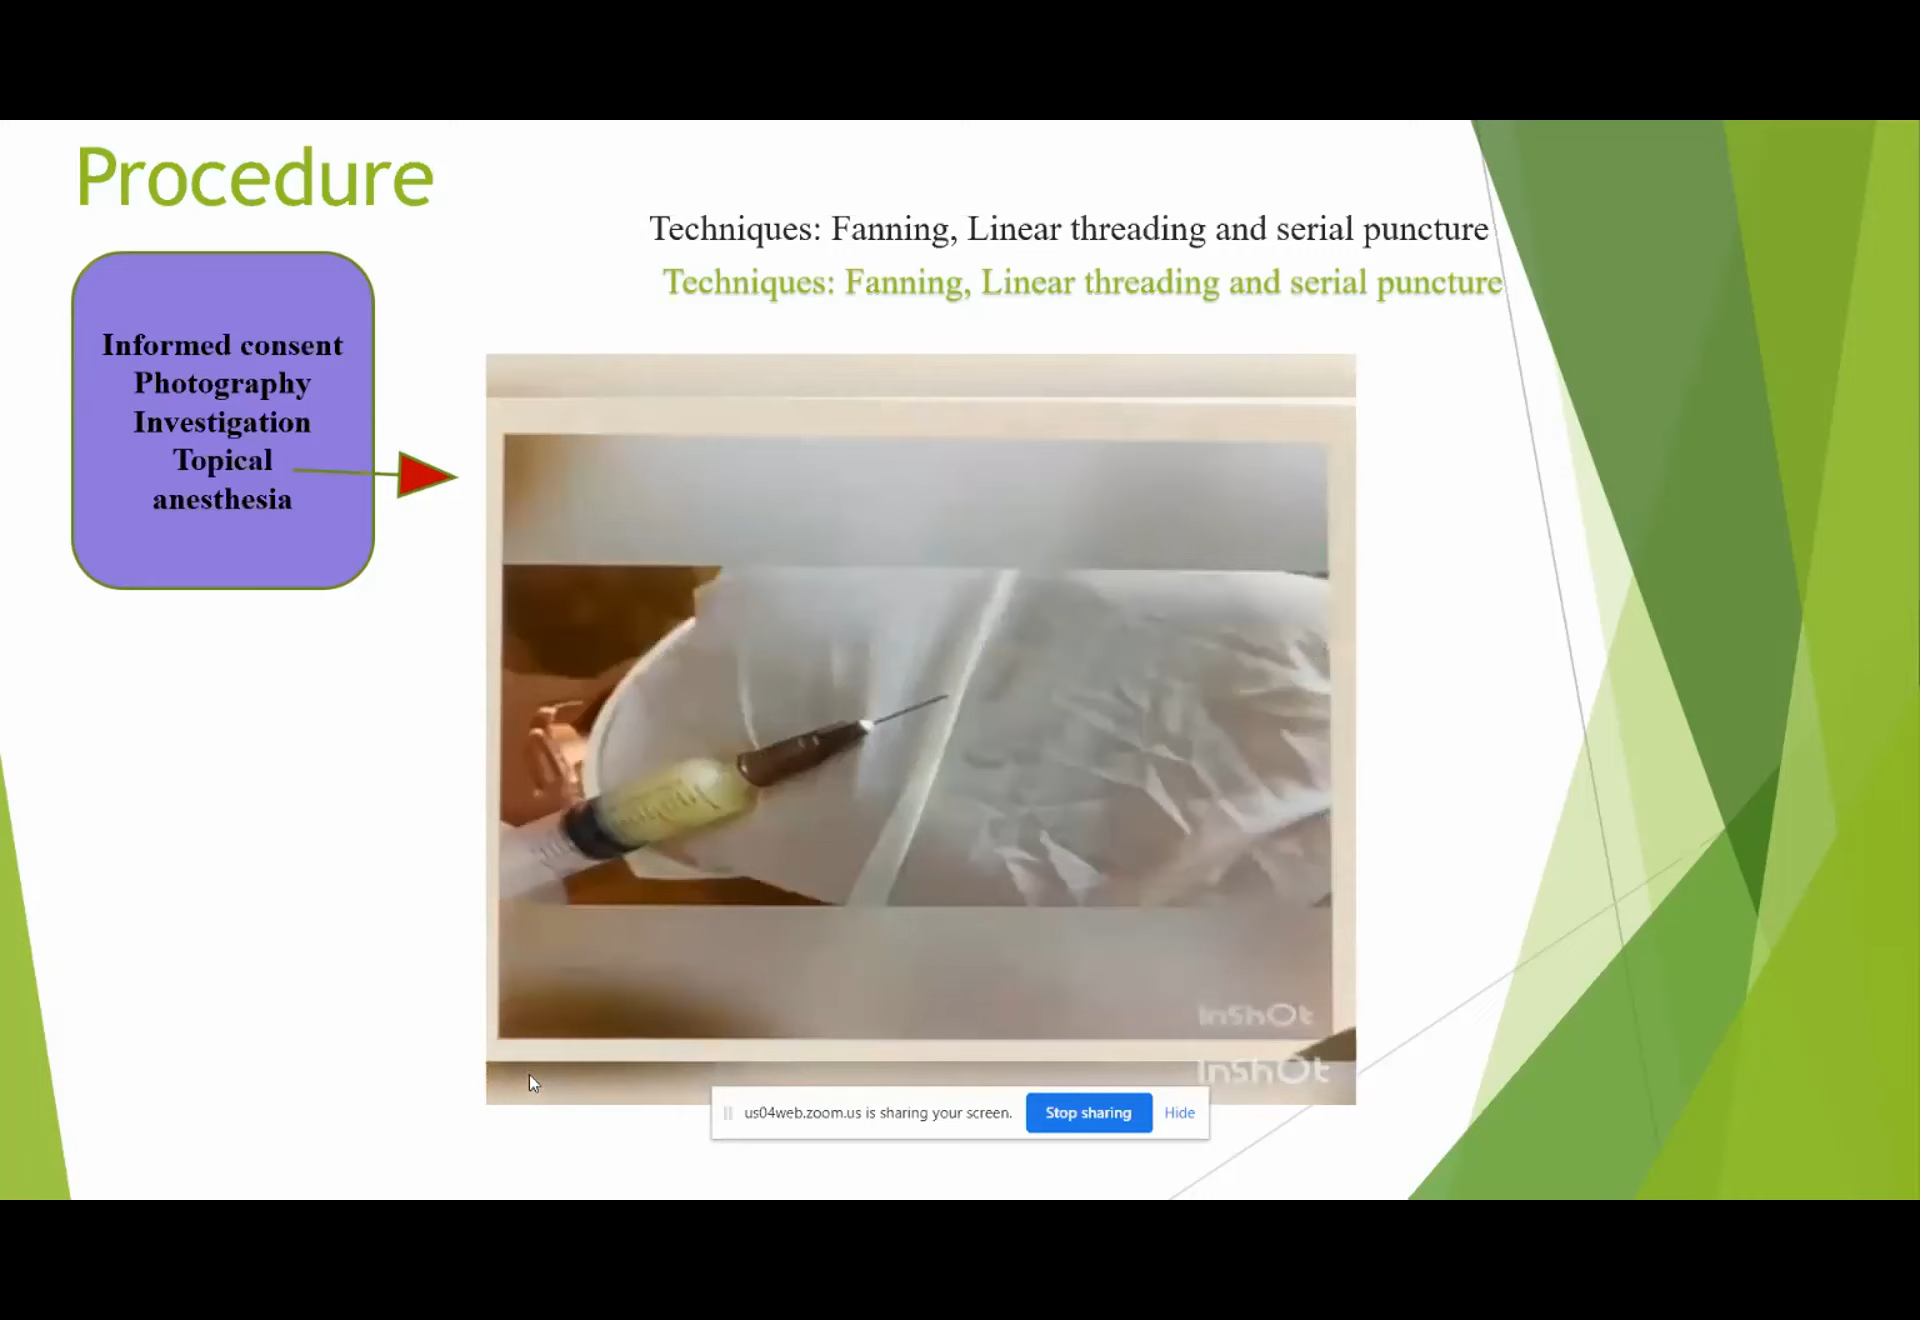 Procedure
Techniques: Fanning, Linear threading and serial puncture
Techniques: Fanning, Linear threading and serial puncture
Informed consent
Photography
Investigation
Topical
anesthesia
InShOt
InShOt
us04web.zoom.us is sharing your screen.
Stop sharing
Hide